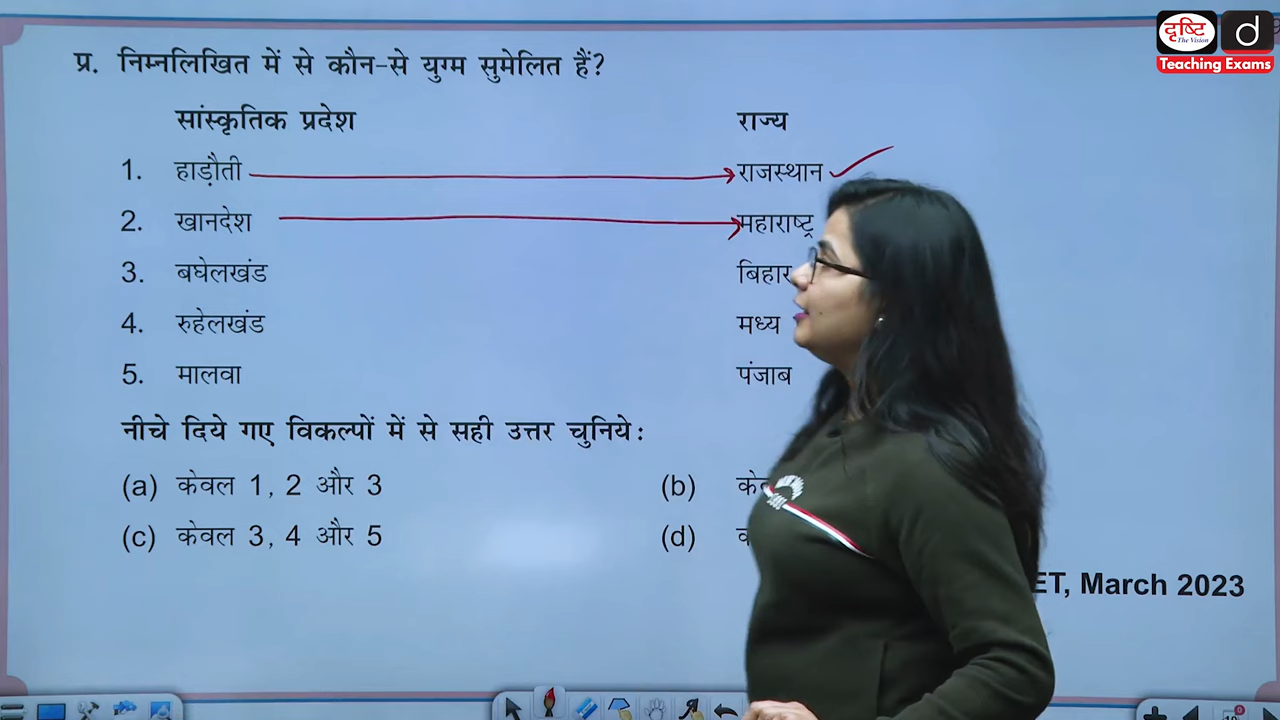 दृष्टि
The Vision
d
Teaching Exams
प्र. निम्नलिखित में से कौन-से युग्म सुमेलित हैं?
सांस्कृतिक प्रदेश राज्य
1. हाड़ौती राजस्थान
2. खानदेश महाराष्ट्र
3. बघेलखंड बिहार
4. रुहेलखंड मध्य
5. मालवा पंजाब
नीचे दिये गए विकल्पों में से सही उत्तर चुनिये:
(a) केवल 1, 2 और 3 (b)
(c) केवल 3, 4 और 5 (d)
March 2023